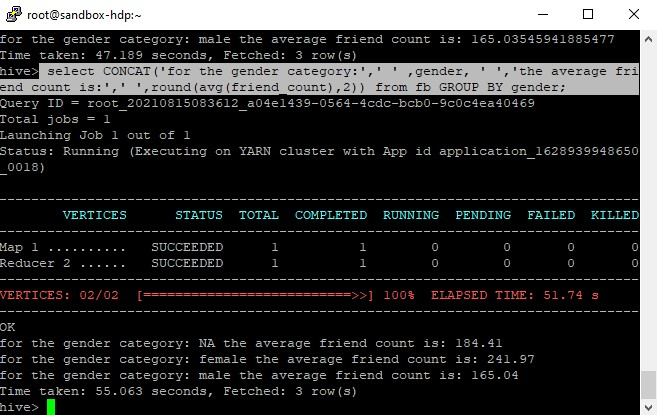 root@sandbox-hdp:~
for the gender category: male the average friend count is: 165.03545941885477
Time taken: 47.189 seconds, Fetched: 3 row(s)
hive> select CONCAT('for the gender category:',' ' ,gender, ' ','the average fri
end count is:',' ',round(avg(friend_count),2)) from fb GROUP BY gender;
Query ID = root_20210815083612_a04e1439-0564-4cdc-bcb0-9c0c4ea40469
Total jobs = 1
Launching Job 1 out of 1
Status: Running (Executing on YARN cluster with App id application_1628939948650
_0018)
--------------------------------------------------------------------------------
VERTICES STATUS TOTAL COMPLETED RUNNING PENDING FAILED KILLED
--------------------------------------------------------------------------------
Map 1 .......... SUCCEEDED 1 1 0 0 0 0
Reducer 2 ...... SUCCEEDED 1 1 0 0 0 0
--------------------------------------------------------------------------------
VERTICES: 02/02 [==========================>>] 100% ELAPSED TIME: 51.74 s
--------------------------------------------------------------------------------
OK
for the gender category: NA the average friend count is: 184.41
for the gender category: female the average friend count is: 241.97
for the gender category: male the average friend count is: 165.04
Time taken: 55.063 seconds, Fetched: 3 row(s)
hive>